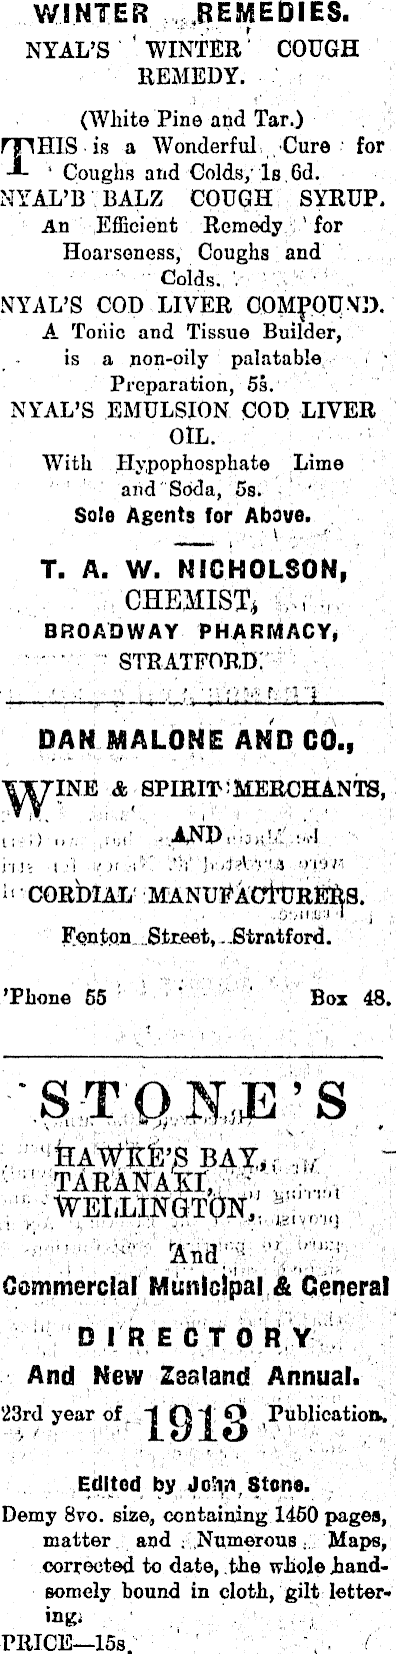 WINTER REMEDIES.
NYAL'S WINTER COUGH
REMEDY.
(White Pine and Tar.)
THIS is a Wonderful Cure for
Coughs and Colds, 1s 6d.
NYAL'B BALZ COUGH SYRUP.
An Efficient Remedy for
Hoarseness, Coughs and
Colds.
NYAL'S COD LIVER COMPOUND.
A Tonic and Tissue Builder,
is a non-oily palatable
Preparation, 5s.
NYAL'S EMULSION COD LIVER
OIL.
With Hypophosphate Lime
and Soda, 5s.
Sole Agents for Above.
T. A. W. NICHOLSON,
CHEMIST,
BROADWAY PHARMACY,
STRATFORD.
DAN MALONE AND CO.,
WINE & SPIRIT MERCHANTS,
AND
CORDIAL MANUFACTURERS.
Fenton Street, Stratford.
'Phone 55 Box 48.
STONE'S
HAWKE'S BAY,
TARANAKI,
WELLINGTON,
And
Commercial Municipal & General
DIRECTORY
And New Zealand Annual.
23rd year of 1913 Publication.
Edited by John Stone.
Demy 8vo. size, containing 1450 pages,
matter and Numerous Maps,
corrected to date, the whole hand-
somely bound in cloth, gilt letter-
ing.
PRICE—15s.